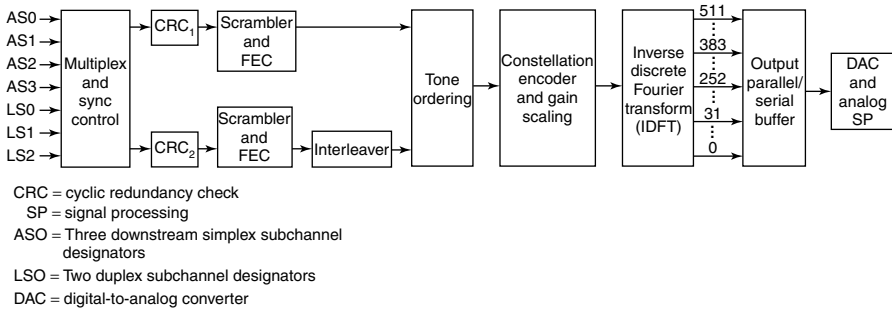 AS0
AS1
AS2
AS3
LS0
LS1
LS2
Multiplex
and
sync
control
CRC1
Scrambler
and
FEC
CRC2
Scrambler
and
FEC
Interleaver
Tone
ordering
Constellation
encoder
and gain
scaling
Inverse
discrete
Fourier
transform
(IDFT)
511
383
252
31
0
Output
parallel/
serial
buffer
DAC
and
analog
SP
CRC = cyclic redundancy check
SP = signal processing
ASO = Three downstream simplex subchannel
designators
LSO = Two duplex subchannel designators
DAC = digital-to-analog converter